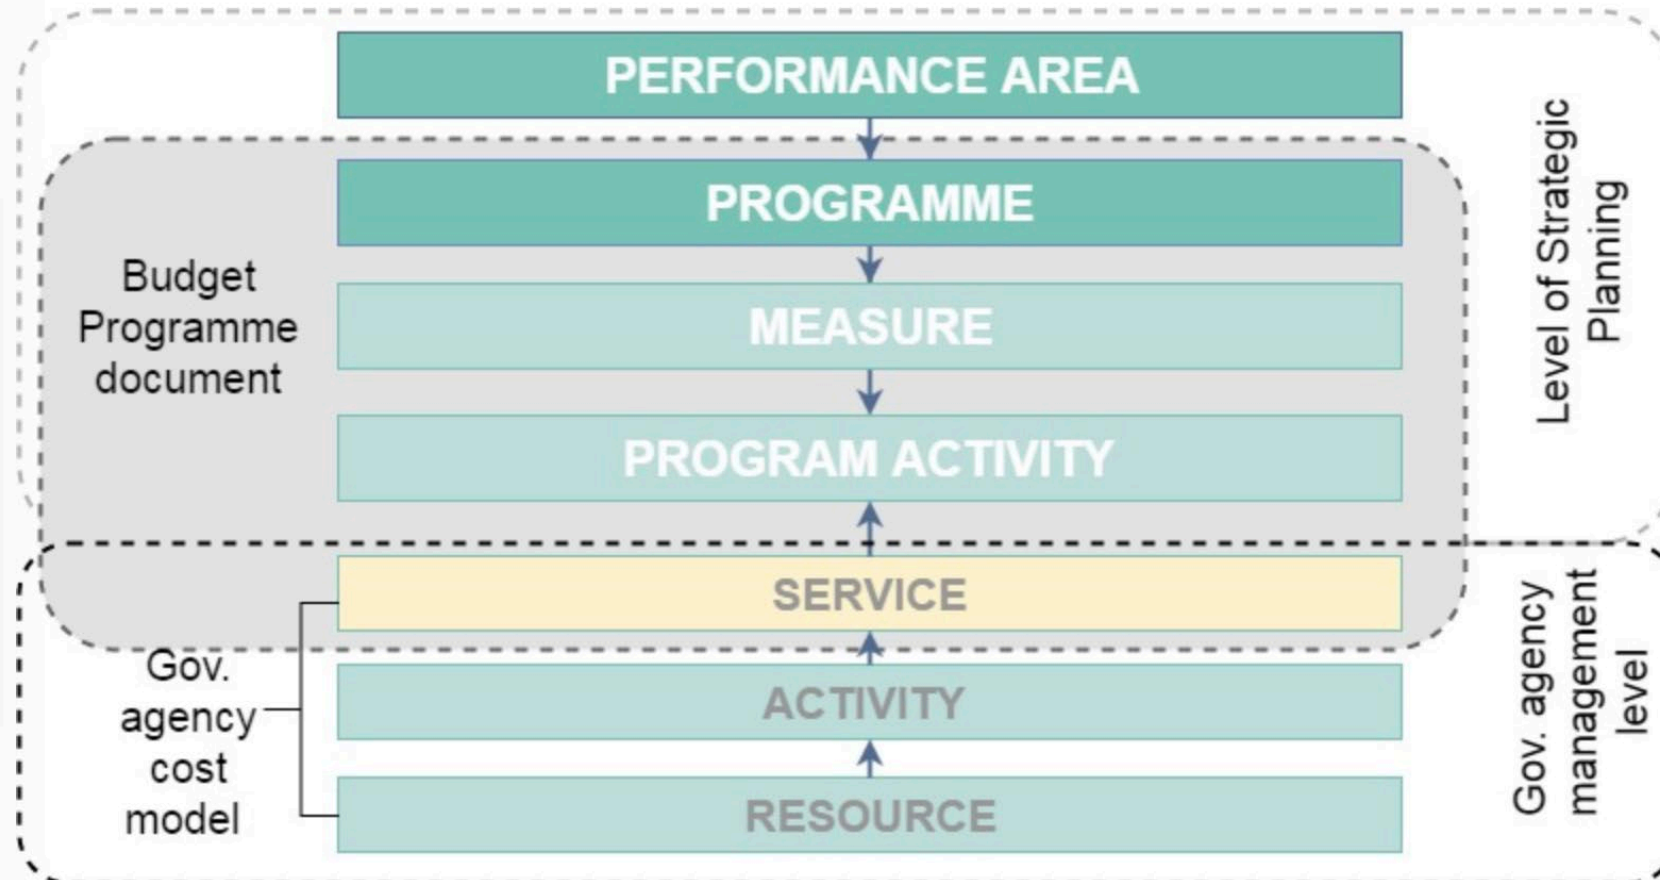 PERFORMANCE AREA
PROGRAMME
MEASURE
PROGRAM ACTIVITY
SERVICE
ACTIVITY
RESOURCE
Budget
Programme
document
Gov.
agency
cost
model
Level of Strategic
Planning
Gov. agency
management
level